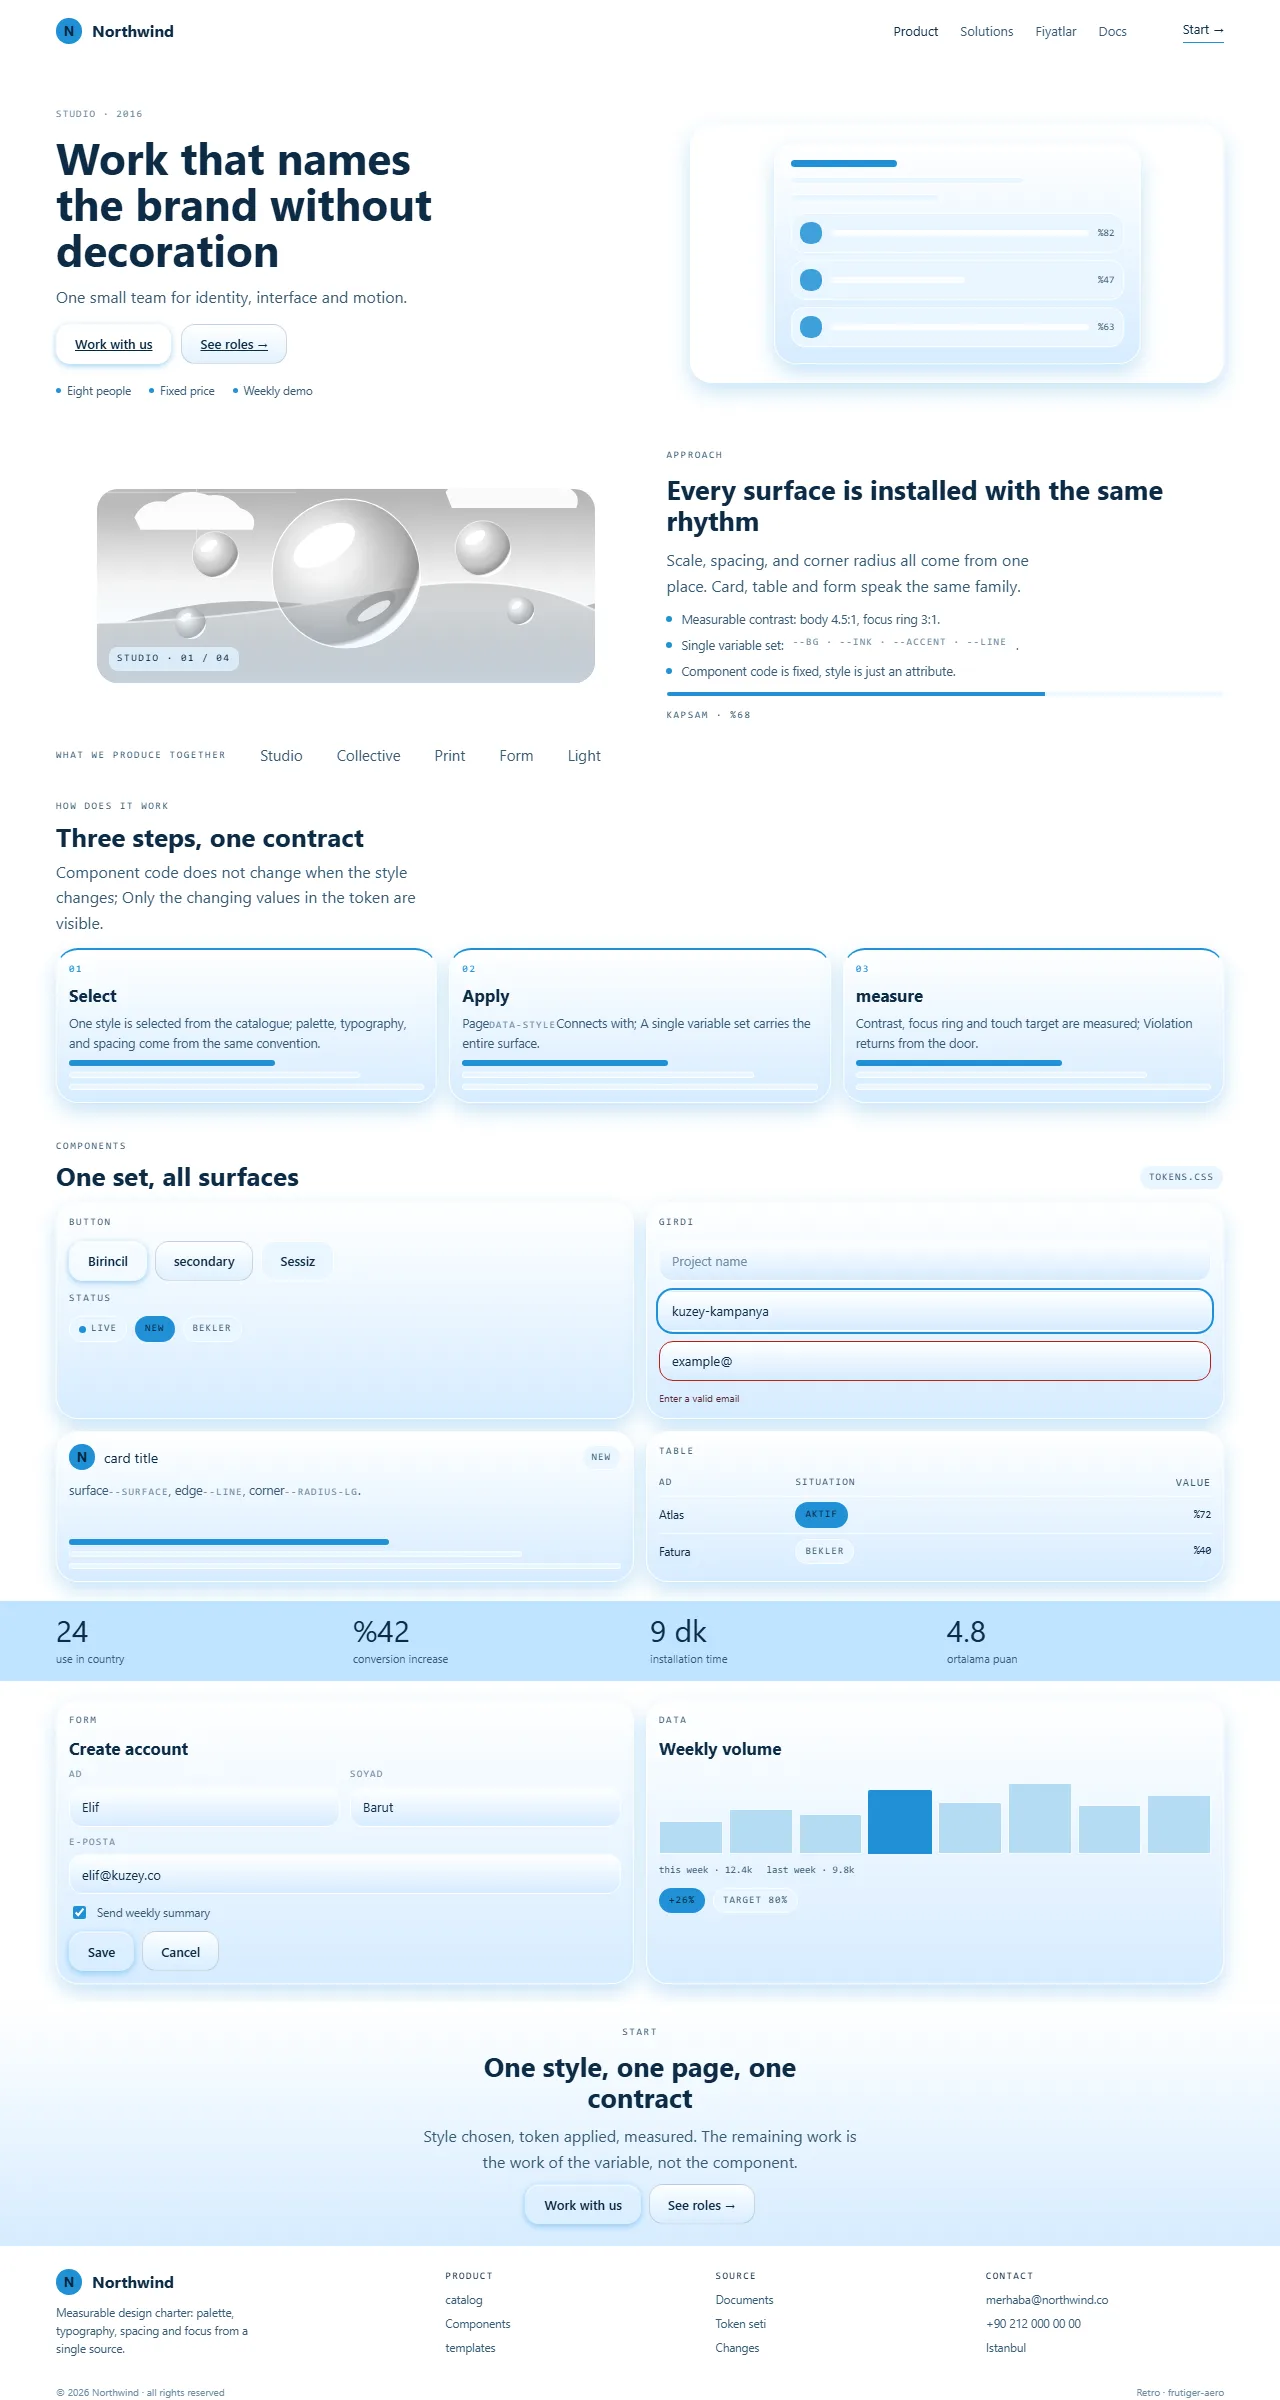 N Northwind
Product Solutions Fiyatlar Docs Start →
STUDIO · 2016
Work that names
the brand without
decoration
One small team for identity, interface and motion.
Work with us See roles →
Eight people Fixed price Weekly demo
%82
%47
%63
STUDIO · 01 / 04
APPROACH
Every surface is installed with the same
rhythm
Scale, spacing, and corner radius all come from one
place. Card, table and form speak the same family.
Measurable contrast: body 4.5:1, focus ring 3:1.
Single variable set: --BG · --INK · --ACCENT · --LINE .
Component code is fixed, style is just an attribute.
KAPSAM · %68
WHAT WE PRODUCE TOGETHER Studio Collective Print Form Light
HOW DOES IT WORK
Three steps, one contract
Component code does not change when the style
changes; Only the changing values in the token are
visible.
01
Select
One style is selected from the catalogue; palette, typography,
and spacing come from the same convention.
02
Apply
PageDATA-STYLEConnects with; A single variable set carries the
entire surface.
03
measure
Contrast, focus ring and touch target are measured; Violation
returns from the door.
COMPONENTS
One set, all surfaces
TOKENS.CSS
BUTTON
Birincil secondary Sessiz
STATUS
LIVE NEW BEKLER
GIRDI
Project name
kuzey-kampanya
example@
Enter a valid email
N card title NEW
surface--SURFACE, edge--LINE, corner--RADIUS-LG.
TABLE
AD SITUATION VALUE
Atlas AKTIF %72
Fatura BEKLER %40
24
use in country
%42
conversion increase
9 dk
installation time
4.8
ortalama puan
FORM
Create account
AD SOYAD
Elif Barut
E-POSTA
elif@kuzey.co
Send weekly summary
Save Cancel
DATA
Weekly volume
this week · 12.4k last week · 9.8k
+26% TARGET 80%
START
One style, one page, one
contract
Style chosen, token applied, measured. The remaining work is
the work of the variable, not the component.
Work with us See roles →
N Northwind
Measurable design charter: palette,
typography, spacing and focus from a
single source.
PRODUCT
catalog
Components
templates
SOURCE
Documents
Token seti
Changes
CONTACT
merhaba@northwind.co
+90 212 000 00 00
Istanbul
© 2026 Northwind · all rights reserved
Retro · frutiger-aero